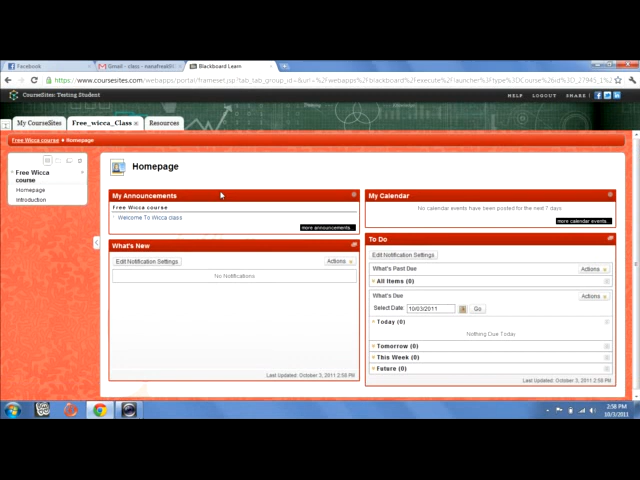 Facebook
Gmail - class - nanafreak
Blackboard Learn
https://www.coursesites.com/webapps/portal/frameset.jsp?tab_tab_group_id=
CourseSites: Testing Student
HELP LOGOUT SHARE
My CourseSites
Free_wicca_Class
Resources
Free Wicca course
Homepage
Free Wicca
course
Homepage
Introduction
Homepage
My Announcements
Free Wicca course
Welcome To Wicca class
more announcements...
What's New
Edit Notification Settings
Actions
No Notifications
Last Updated: October 3, 2011 2:58 PM
My Calendar
No calendar events have been posted for the next 7 days.
more calendar events...
To Do
Edit Notification Settings
What's Past Due
Actions
All Items (0)
What's Due
Actions
Select Date: 10/03/2011
Go
Today (0)
Nothing Due Today
Tomorrow (0)
This Week (0)
Future (0)
Last Updated: October 3, 2011 2:58 PM
2:58 PM
10/3/2011